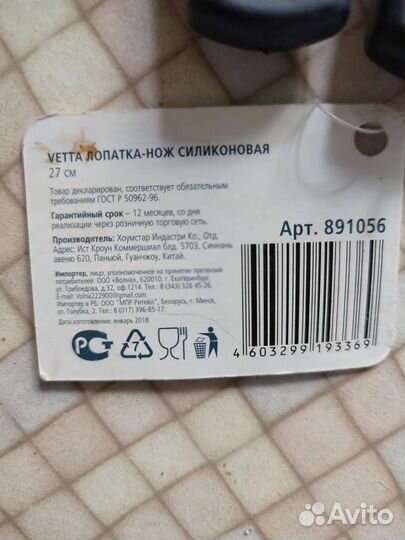 VETTA ЛОПАТКА-НОЖ СИЛИКОНОВАЯ
27 см
Товар декларирован, соответствует обязательным
требованиям ГОСТ Р 50962-96.
Гарантийный срок – 12 месяцев, со дня
реализации через розничную торговую сеть.
Производитель: Хоумстар Индастри Ко., Отд.
Адрес: Ист Кроун Коммершиал блд. 5703, Синнань
авеню 620, Паньюй, Гуанчжоу, Китай.
Импортер, лицо, уполномоченное на принятие претензий
потребителей: ООО «Волна», 620010, г. Екатеринбург,
ул. Грибоедова, д.32, оф.1214. Тел.: 8 (343) 328-45-26.
E-mail: Volna222900@gmail.com
Импортер в РБ: ООО "МПР Ритейл", Беларусь, г. Минск,
ул. Голубка, 2. Тел.: 8 (017) 396-85-17.
Дата изготовления: январь 2018
Арт. 891056
РСТ
7
4 603299 193369
Avito